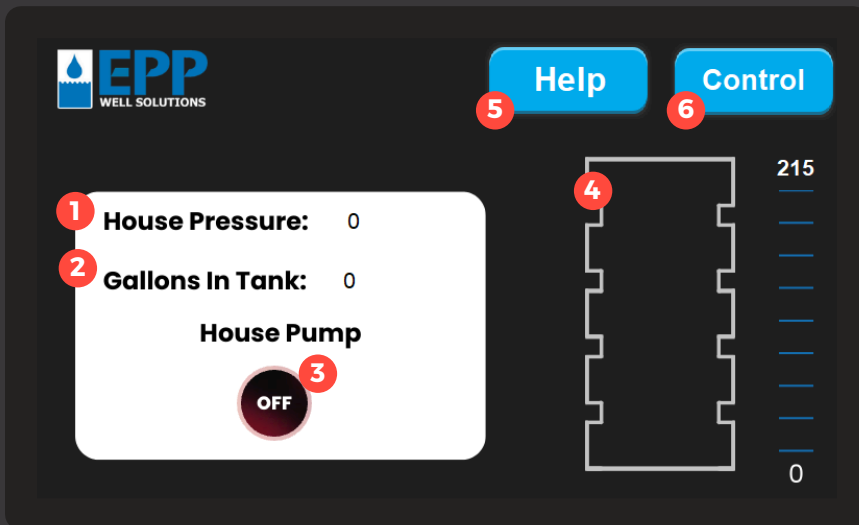 EPP
WELL SOLUTIONS
Help
Control
5
6
215
4
1
House Pressure: 0
2
Gallons In Tank: 0
House Pump
3
OFF
0